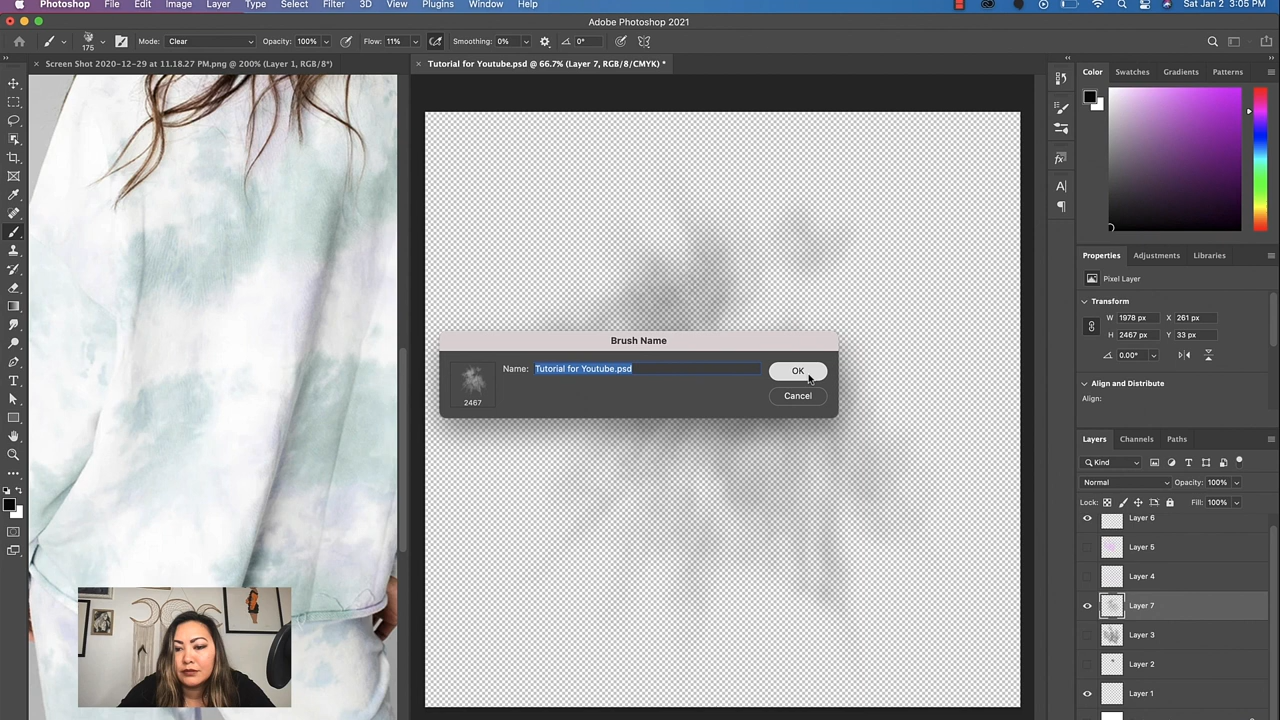 Photoshop File Edit Image Layer Type Select Filter 3D View Plugins Window Help Sat Jan 2 3:05 PM
Adobe Photoshop 2021
175 Mode: Clear Opacity: 100% Flow: 11% Smoothing: 0% 0°
Screen Shot 2020-12-29 at 11.18.27 PM.png @ 200% (Layer 1, RGB/8*)
Tutorial for Youtube.psd @ 66.7% (Layer 7, RGB/8/CMYK) *
Color Swatches Gradients Patterns
Properties Adjustments Libraries
Pixel Layer
Transform
W 1978 px X 261 px
H 2467 px Y 33 px
0.00°
Align and Distribute
Align:
Brush Name
Name: Tutorial for Youtube.psd
OK
Cancel
2467
Layers Channels Paths
Kind
Normal Opacity: 100%
Lock: Fill: 100%
Layer 6
Layer 5
Layer 4
Layer 7
Layer 3
Layer 2
Layer 1